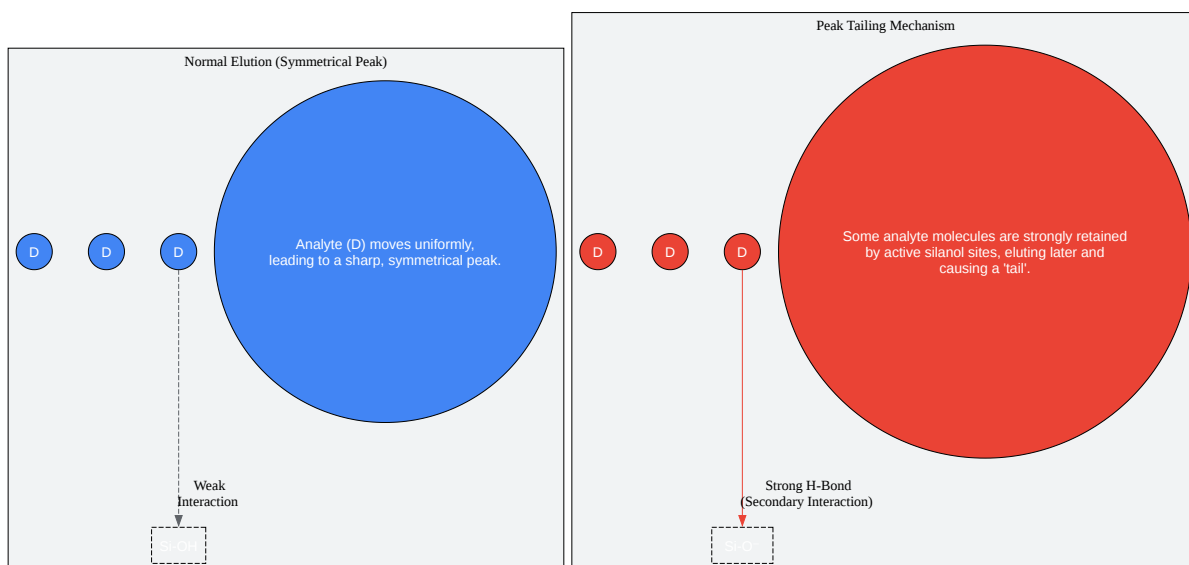 Normal Elution (Symmetrical Peak)
D
D
D
Analyte (D) moves uniformly,
leading to a sharp, symmetrical peak.
Weak
Interaction
Si-OH
Peak Tailing Mechanism
D
D
D
Some analyte molecules are strongly retained
by active silanol sites, eluting later and
causing a 'tail'.
Strong H-Bond
(Secondary Interaction)
Si-O